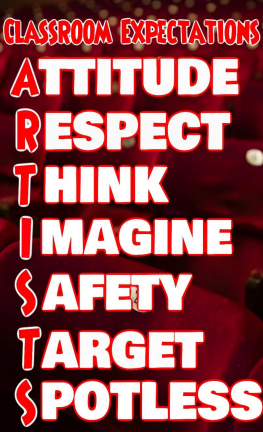 CLASSROOM EXPECTATIONS
ATTITUDE
RESPECT
THINK
IMAGINE
SAFETY
TARGET
SPOTLESS